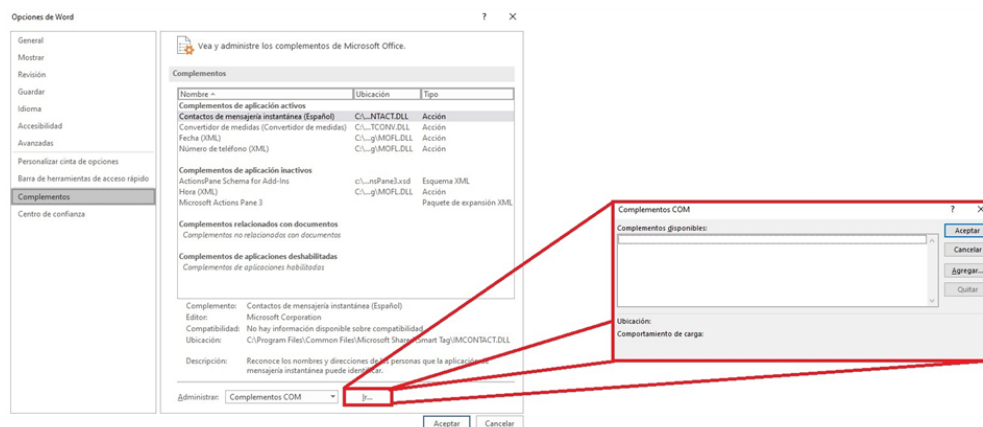 Opciones de Word ? ×
General
Mostrar
Revisión
Guardar
Idioma
Accesibilidad
Avanzadas
Personalizar cinta de opciones
Barra de herramientas de acceso rápido
Complementos
Centro de confianza
Vea y administre los complementos de Microsoft Office.
Complementos
Nombre Ubicación Tipo
Complementos de aplicación activos
Contactos de mensajería instantánea (Español) C:\...NTACT.DLL Acción
Convertidor de medidas (Convertidor de medidas) C:\...TCONV.DLL Acción
Fecha (XML) C:\...g\MOFL.DLL Acción
Número de teléfono (XML) C:\...g\MOFL.DLL Acción
Complementos de aplicación inactivos
ActionsPane Schema for Add-Ins c:\...nsPane3.xsd Esquema XML
Hora (XML) C:\...g\MOFL.DLL Acción
Microsoft Actions Pane 3 Paquete de expansión XML
Complementos relacionados con documentos
Complementos no relacionados con documentos
Complementos de aplicaciones deshabilitadas
Complementos de aplicaciones habilitadas
Complemento: Contactos de mensajería instantánea (Español)
Editor: Microsoft Corporation
Compatibilidad: No hay información disponible sobre compatibilidad
Ubicación: C:\Program Files\Common Files\Microsoft Share Smart Tag\IMCONTACT.DLL
Descripción: Reconoce los nombres y direcciones de las personas que la aplicación de
mensajería instantánea puede identificar.
Administrar: Complementos COM Ir...
Aceptar Cancelar
Complementos COM ? ×
Complementos disponibles:
Aceptar
Cancelar
Agregar...
Quitar
Ubicación:
Comportamiento de carga: